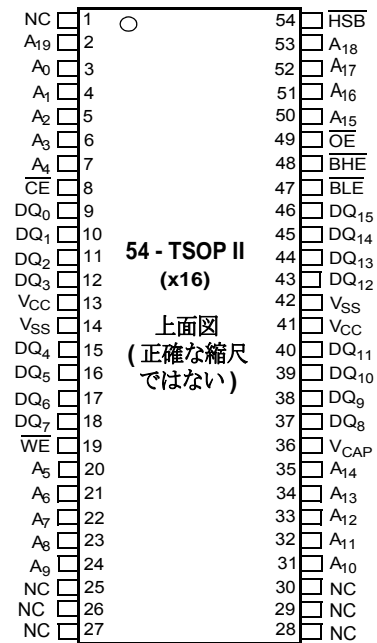 NC 1 54 H̅S̅B̅
A19 2 53 A18
A0 3 52 A17
A1 4 51 A16
A2 5 50 A15
A3 6 49 O̅E̅
A4 7 48 B̅H̅E̅
C̅E̅ 8 47 B̅L̅E̅
DQ0 9 46 DQ15
DQ1 10 45 DQ14
DQ2 11 44 DQ13
DQ3 12 43 DQ12
VCC 13 42 VSS
VSS 14 41 VCC
DQ4 15 40 DQ11
DQ5 16 39 DQ10
DQ6 17 38 DQ9
DQ7 18 37 DQ8
W̅E̅ 19 36 VCAP
A5 20 35 A14
A6 21 34 A13
A7 22 33 A12
A8 23 32 A11
A9 24 31 A10
NC 25 30 NC
NC 26 29 NC
NC 27 28 NC
54 - TSOP II
(x16)
上面図
( 正確な縮尺
ではない )